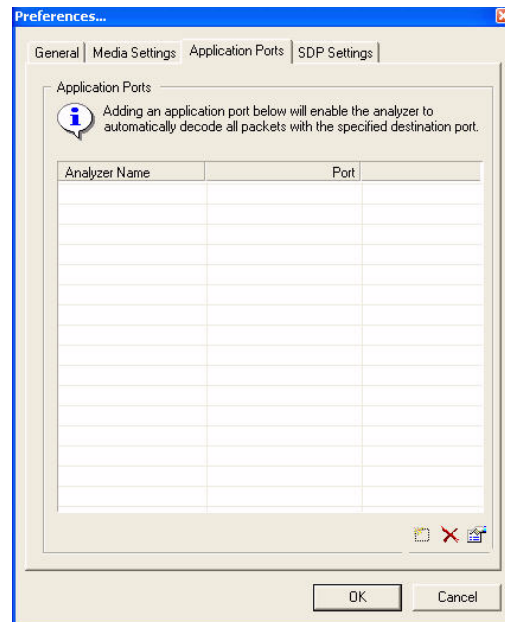 Preferences...
General Media Settings Application Ports SDP Settings
Application Ports
Adding an application port below will enable the analyzer to
automatically decode all packets with the specified destination port.
Analyzer Name Port
OK Cancel